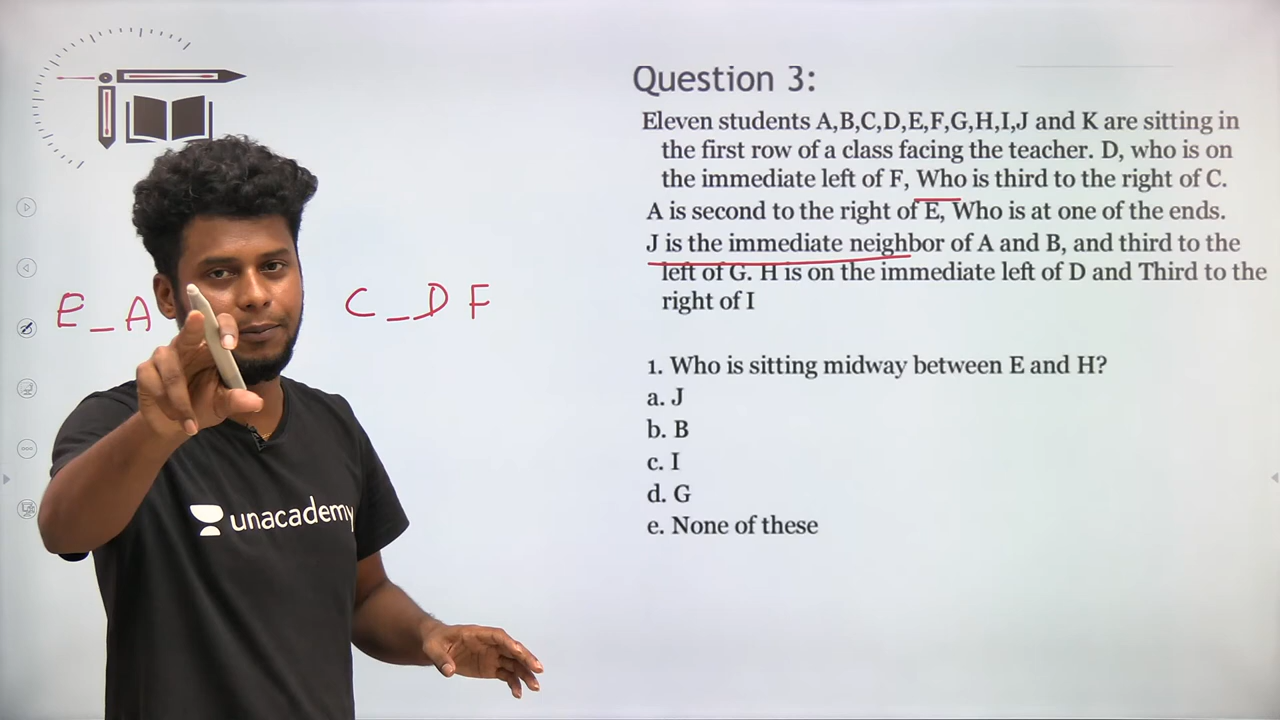 Question 3:
Eleven students A,B,C,D,E,F,G,H,I,J and K are sitting in
the first row of a class facing the teacher. D, who is on
the immediate left of F, Who is third to the right of C.
A is second to the right of E, Who is at one of the ends.
J is the immediate neighbor of A and B, and third to the
left of G. H is on the immediate left of D and Third to the
right of I
E _ A
C _ D F
1. Who is sitting midway between E and H?
a. J
b. B
c. I
d. G
e. None of these
unacademy